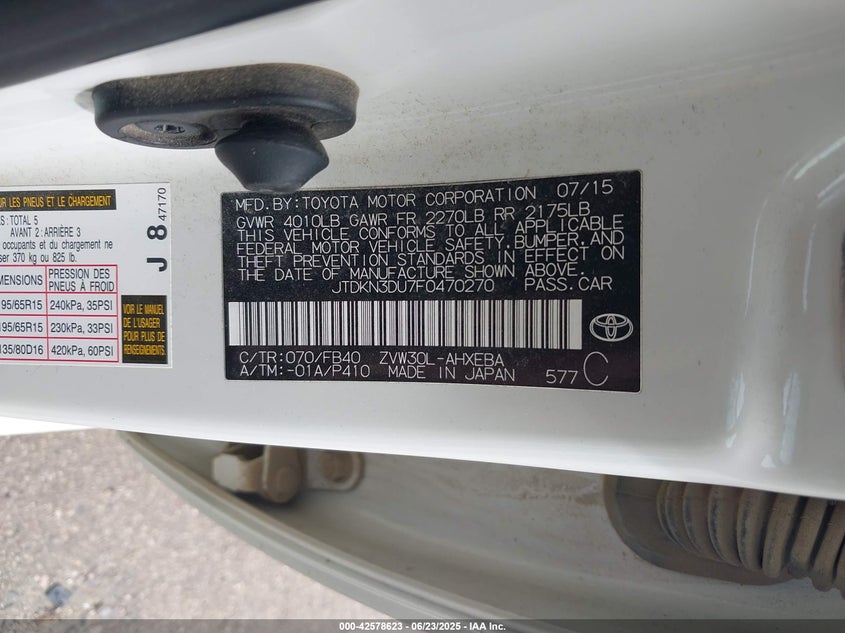 UR LES PNEUS ET LE CHARGEMENT
S : TOTAL 5
AVANT 2 : ARRIÈRE 3
occupants et du chargement ne
ser 370 kg ou 825 lb.
J 8 47170
MENSIONS PRESSION DES PNEUS À FROID
95/65R15 240kPa, 35PSI
195/65R15 230kPa, 33PSI
135/80D16 420kPa, 60PSI
VOIR LE MANUEL
DE L'USAGER
POUR PLUS DE
RENSEIGNEMENTS
MFD. BY: TOYOTA MOTOR CORPORATION 07/15
GVWR 4010LB GAWR FR 2270LB RR 2175LB
THIS VEHICLE CONFORMS TO ALL APPLICABLE
FEDERAL MOTOR VEHICLE SAFETY, BUMPER, AND
THEFT PREVENTION STANDARDS IN EFFECT ON
THE DATE OF MANUFACTURE SHOWN ABOVE.
JTDKN3DU7F0470270 PASS. CAR
C/TR: 070/FB40 ZVW30L-AHXEBA
A/TM: -01A/P410 MADE IN JAPAN 577 C
000-42578623 - 06/23/2025 - IAA, Inc.